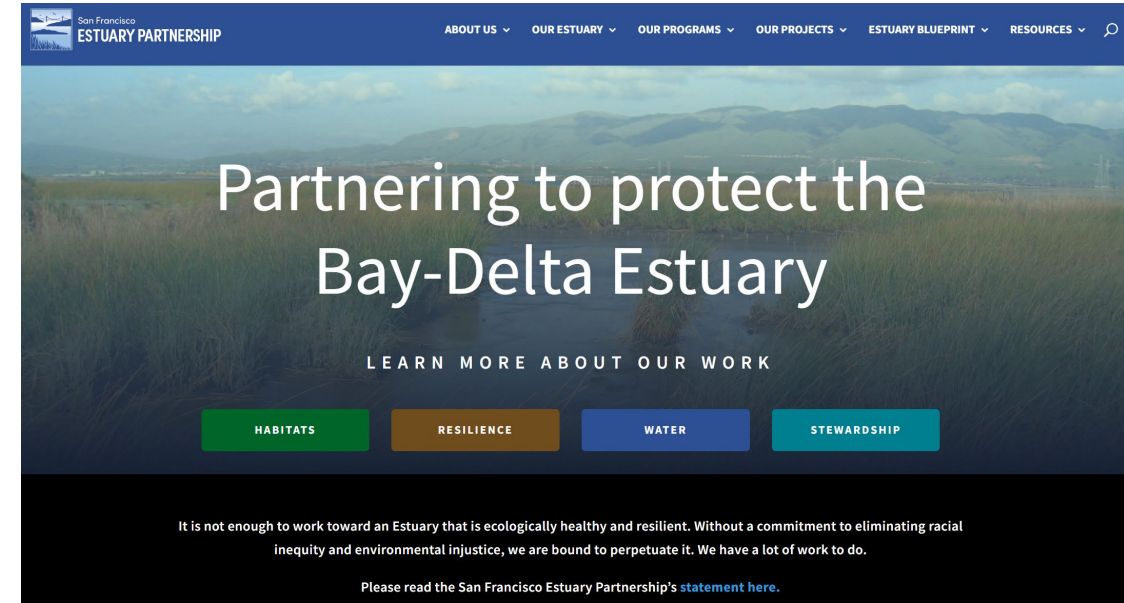 San Francisco
ESTUARY PARTNERSHIP
ABOUT US
OUR ESTUARY
OUR PROGRAMS
OUR PROJECTS
ESTUARY BLUEPRINT
RESOURCES
Partnering to protect the
Bay-Delta Estuary
LEARN MORE ABOUT OUR WORK
HABITATS
RESILIENCE
WATER
STEWARDSHIP
It is not enough to work toward an Estuary that is ecologically healthy and resilient. Without a commitment to eliminating racial
inequity and environmental injustice, we are bound to perpetuate it. We have a lot of work to do.
Please read the San Francisco Estuary Partnership's statement here.